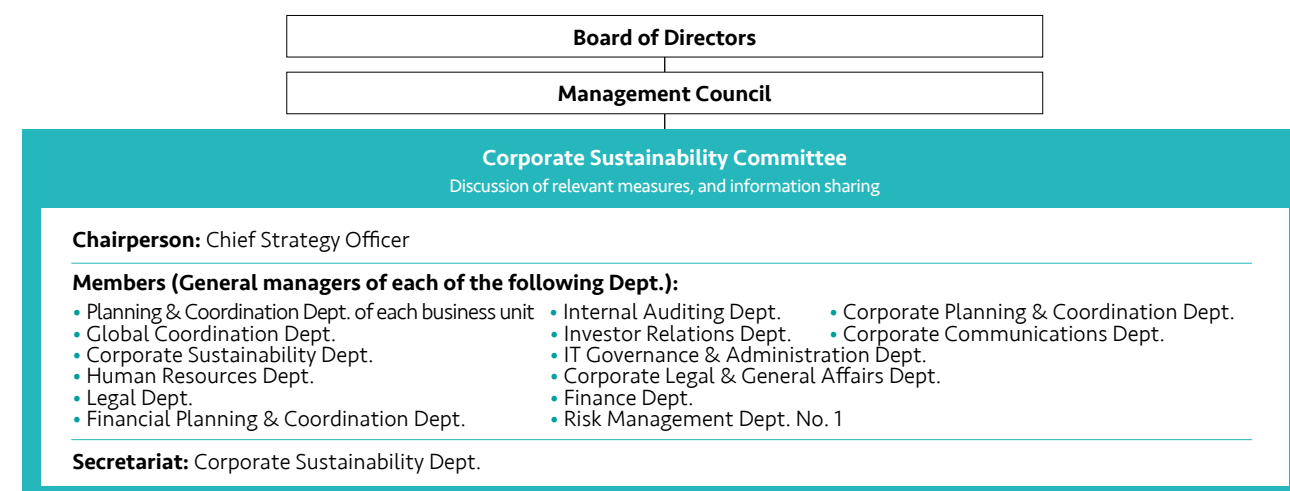 Board of Directors
Management Council
Corporate Sustainability Committee
Discussion of relevant measures, and information sharing
Chairperson: Chief Strategy Officer
Members (General managers of each of the following Dept.):
• Planning & Coordination Dept. of each business unit
• Global Coordination Dept.
• Corporate Sustainability Dept.
• Human Resources Dept.
• Legal Dept.
• Financial Planning & Coordination Dept.
• Internal Auditing Dept.
• Investor Relations Dept.
• IT Governance & Administration Dept.
• Corporate Legal & General Affairs Dept.
• Finance Dept.
• Risk Management Dept. No. 1
• Corporate Planning & Coordination Dept.
• Corporate Communications Dept.
Secretariat: Corporate Sustainability Dept.